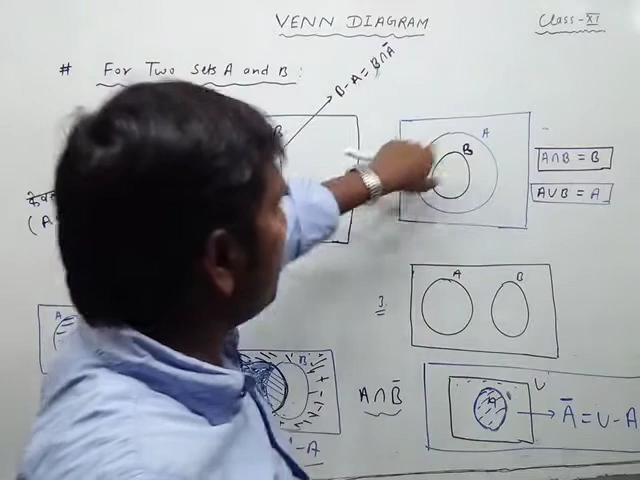 VENN DIAGRAM
Class-XI
# For Two Sets A and B :
B-A = B∩A̅
A
B
A∩B = B
A∪B = A
3
A B
A
B
A∩B̅
-A
A
U
A̅ = U-A